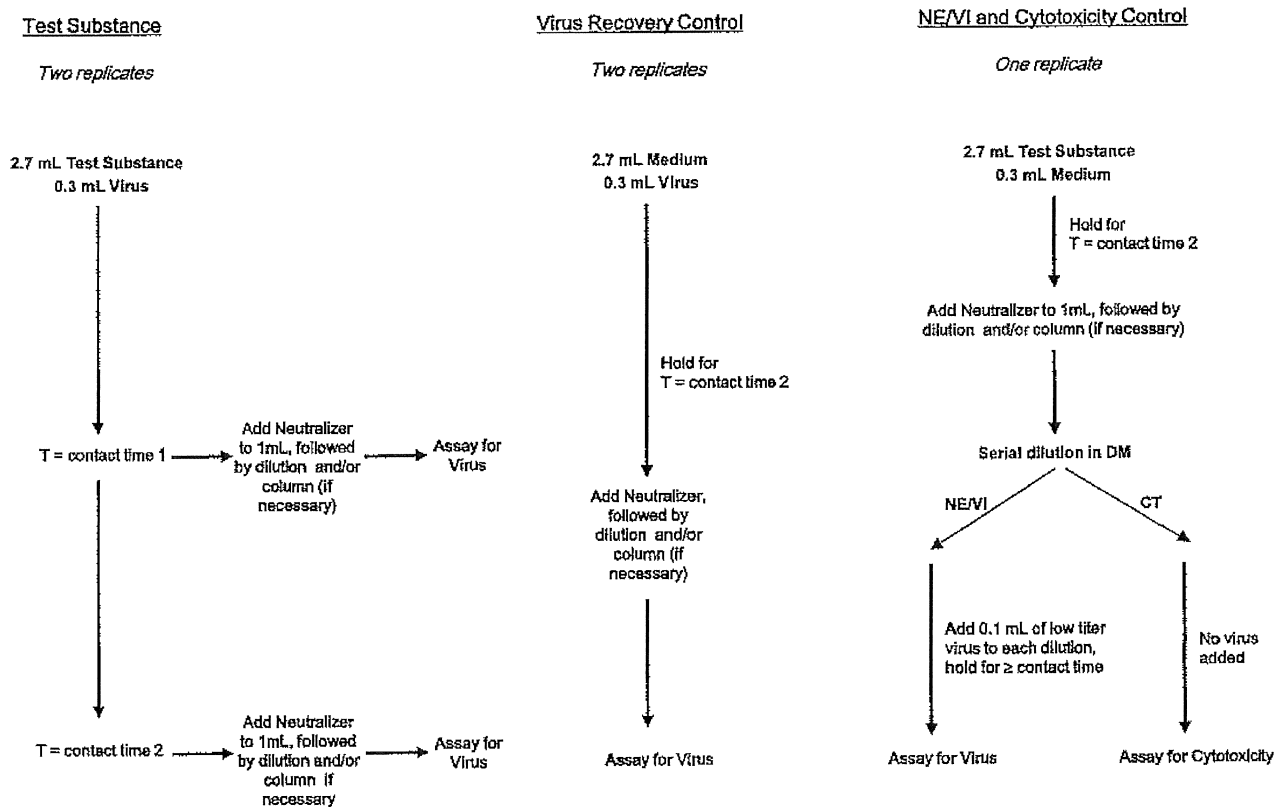 Test Substance
Two replicates
2.7 mL Test Substance
0.3 mL Virus
T = contact time 1
Add Neutralizer
to 1mL, followed
by dilution and/or
column (if
necessary)
Assay for
Virus
T = contact time 2
Add Neutralizer
to 1mL, followed
by dilution and/or
column if
necessary
Assay for
Virus
Virus Recovery Control
Two replicates
2.7 mL Medium
0.3 mL Virus
Hold for
T = contact time 2
Add Neutralizer,
followed by
dilution and/or
column (if
necessary)
Assay for Virus
NE/VI and Cytotoxicity Control
One replicate
2.7 mL Test Substance
0.3 mL Medium
Hold for
T = contact time 2
Add Neutralizer to 1mL, followed by
dilution and/or column (if necessary)
Serial dilution in DM
NE/VI
CT
Add 0.1 mL of low titer
virus to each dilution,
hold for ≥ contact time
No virus
added
Assay for Virus
Assay for Cytotoxicity